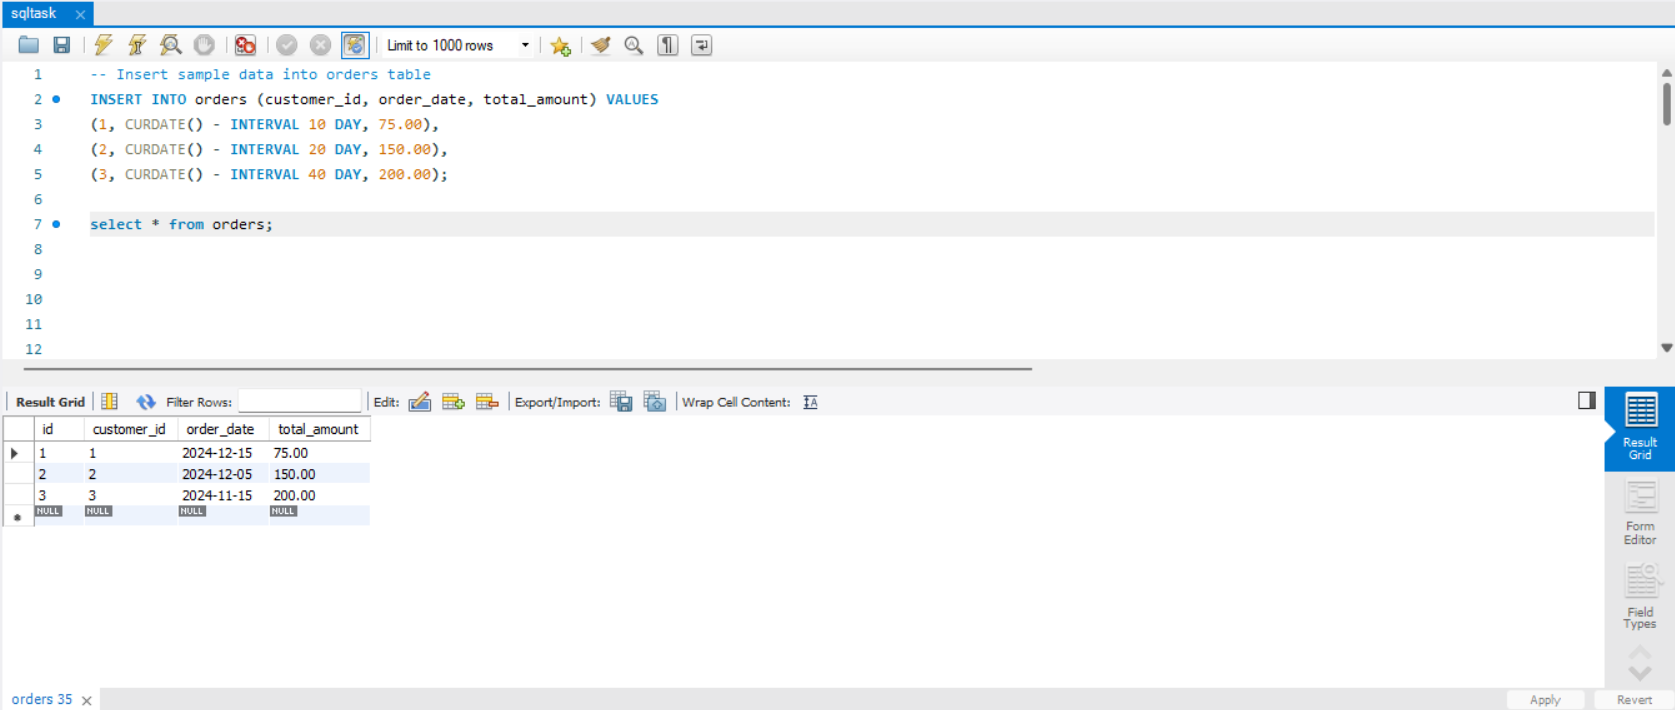 sqltask
Limit to 1000 rows
1 -- Insert sample data into orders table
2 INSERT INTO orders (customer_id, order_date, total_amount) VALUES
3 (1, CURDATE() - INTERVAL 10 DAY, 75.00),
4 (2, CURDATE() - INTERVAL 20 DAY, 150.00),
5 (3, CURDATE() - INTERVAL 40 DAY, 200.00);
6
7 select * from orders;
8
9
10
11
12
Result Grid Filter Rows: Edit: Export/Import: Wrap Cell Content:
id customer_id order_date total_amount
1 1 2024-12-15 75.00
2 2 2024-12-05 150.00
3 3 2024-11-15 200.00
NULL NULL NULL NULL
Result
Grid
Form
Editor
Field
Types
orders 35 Apply Revert